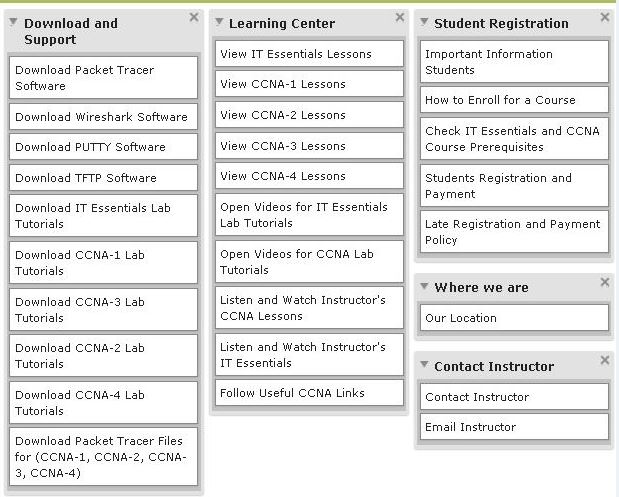 Download and
Support
Download Packet Tracer
Software
Download Wireshark Software
Download PUTTY Software
Download TFTP Software
Download IT Essentials Lab
Tutorials
Download CCNA-1 Lab
Tutorials
Download CCNA-3 Lab
Tutorials
Download CCNA-2 Lab
Tutorials
Download CCNA-4 Lab
Tutorials
Download Packet Tracer Files
for (CCNA-1, CCNA-2, CCNA-
3, CCNA-4)
Learning Center
View IT Essentials Lessons
View CCNA-1 Lessons
View CCNA-2 Lessons
View CCNA-3 Lessons
View CCNA-4 Lessons
Open Videos for IT Essentials
Lab Tutorials
Open Videos for CCNA Lab
Tutorials
Listen and Watch Instructor's
CCNA Lessons
Listen and Watch Instructor's
IT Essentials
Follow Useful CCNA Links
Student Registration
Important Information
Students
How to Enroll for a Course
Check IT Essentials and CCNA
Course Prerequisites
Students Registration and
Payment
Late Registration and Payment
Policy
Where we are
Our Location
Contact Instructor
Contact Instructor
Email Instructor